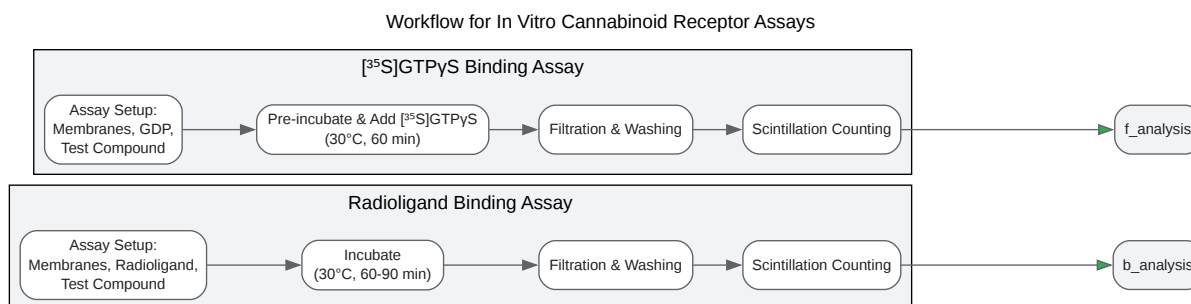 Workflow for In Vitro Cannabinoid Receptor Assays
[³⁵S]GTPγS Binding Assay
Assay Setup:
Membranes, GDP,
Test Compound
Pre-incubate & Add [³⁵S]GTPγS
(30°C, 60 min)
Filtration & Washing
Scintillation Counting
f_analysis
Radioligand Binding Assay
Assay Setup:
Membranes, Radioligand,
Test Compound
Incubate
(30°C, 60-90 min)
Filtration & Washing
Scintillation Counting
b_analysis